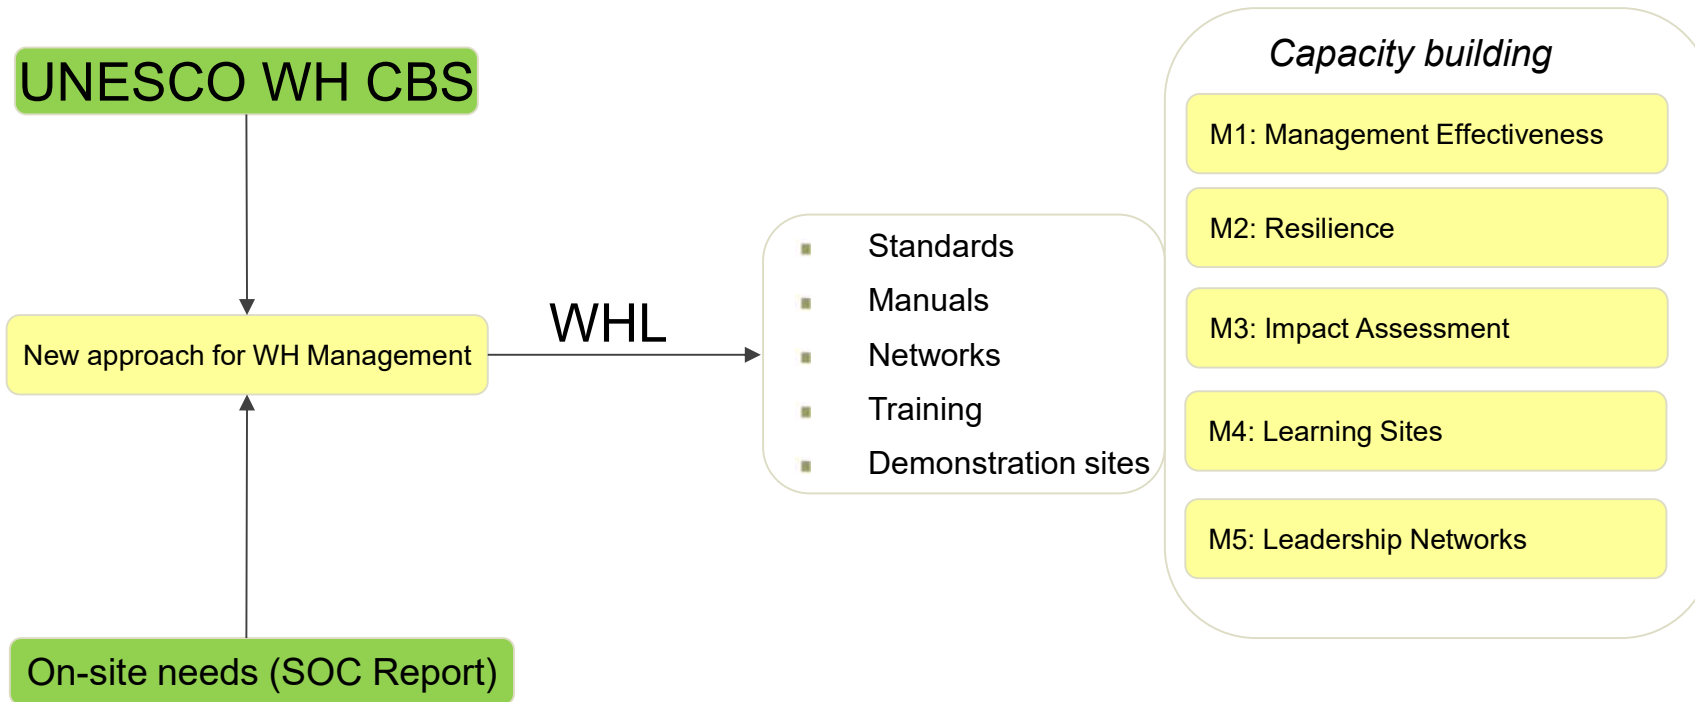 UNESCO WH CBS
New approach for WH Management
On-site needs (SOC Report)
WHL
Standards
Manuals
Networks
Training
Demonstration sites
Capacity building
M1: Management Effectiveness
M2: Resilience
M3: Impact Assessment
M4: Learning Sites
M5: Leadership Networks